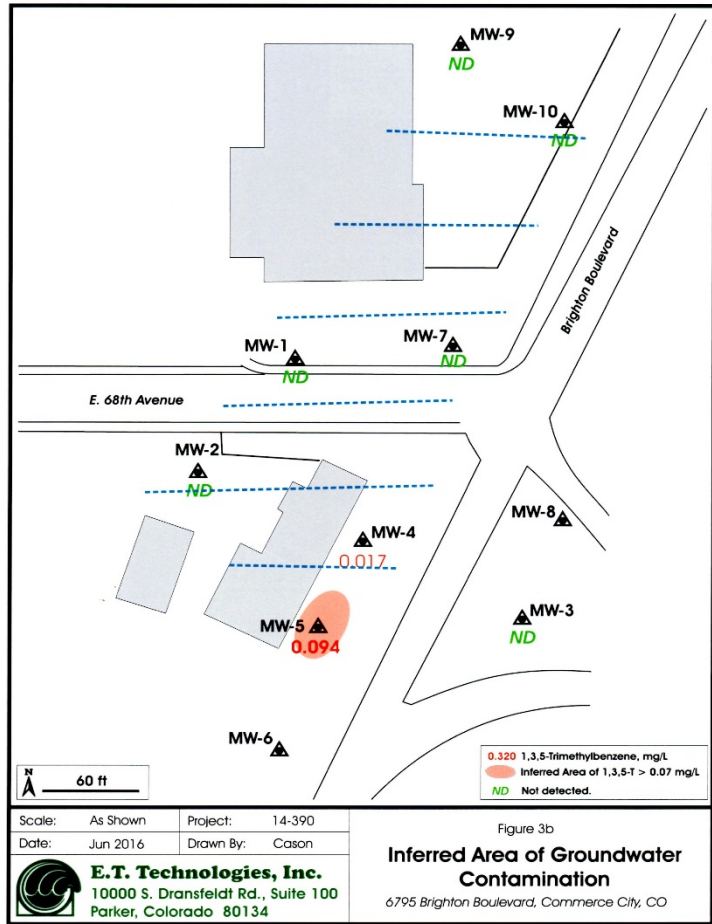 MW-9
ND
MW-10
ND
Brighton Boulevard
MW-1
ND
MW-7
ND
E. 68th Avenue
MW-2
ND
MW-4
0.017
MW-8
MW-5
0.094
MW-3
ND
MW-6
N
60 ft
0.320 1,3,5-Trimethylbenzene, mg/L
Inferred Area of 1,3,5-T > 0.07 mg/L
ND Not detected.
Scale: As Shown Project: 14-390
Date: Jun 2016 Drawn By: Cason
E.T. Technologies, Inc.
10000 S. Dransfeldt Rd., Suite 100
Parker, Colorado 80134
Figure 3b
Inferred Area of Groundwater
Contamination
6795 Brighton Boulevard, Commerce City, CO